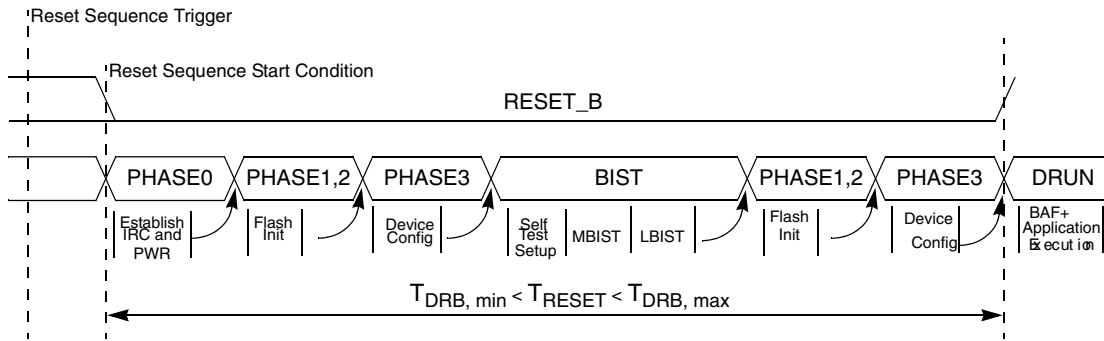 Reset Sequence Trigger
Reset Sequence Start Condition
RESET_B
PHASE0 PHASE1,2 PHASE3 BIST PHASE1,2 PHASE3 DRUN
Establish
IRC and
PWR
Flash
Init
Device
Config
Self
Test
Setup
MBIST
LBIST
Flash
Init
Device
Config
BAF+
Application
Execution
TDRB, min < TRESET < TDRB, max